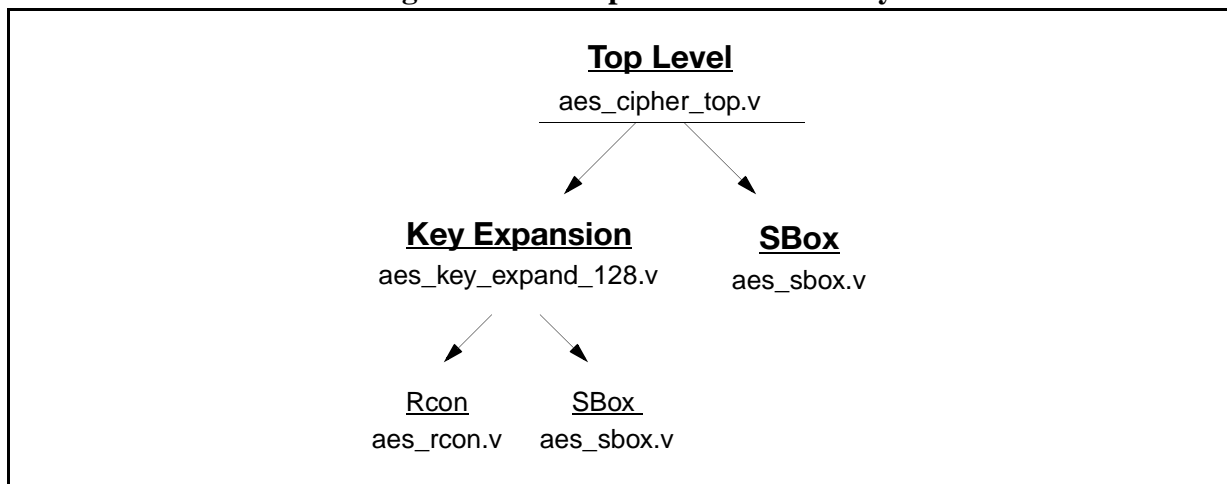 Top Level
aes_cipher_top.v
Key Expansion
aes_key_expand_128.v
SBox
aes_sbox.v
Rcon
aes_rcon.v
SBox
aes_sbox.v